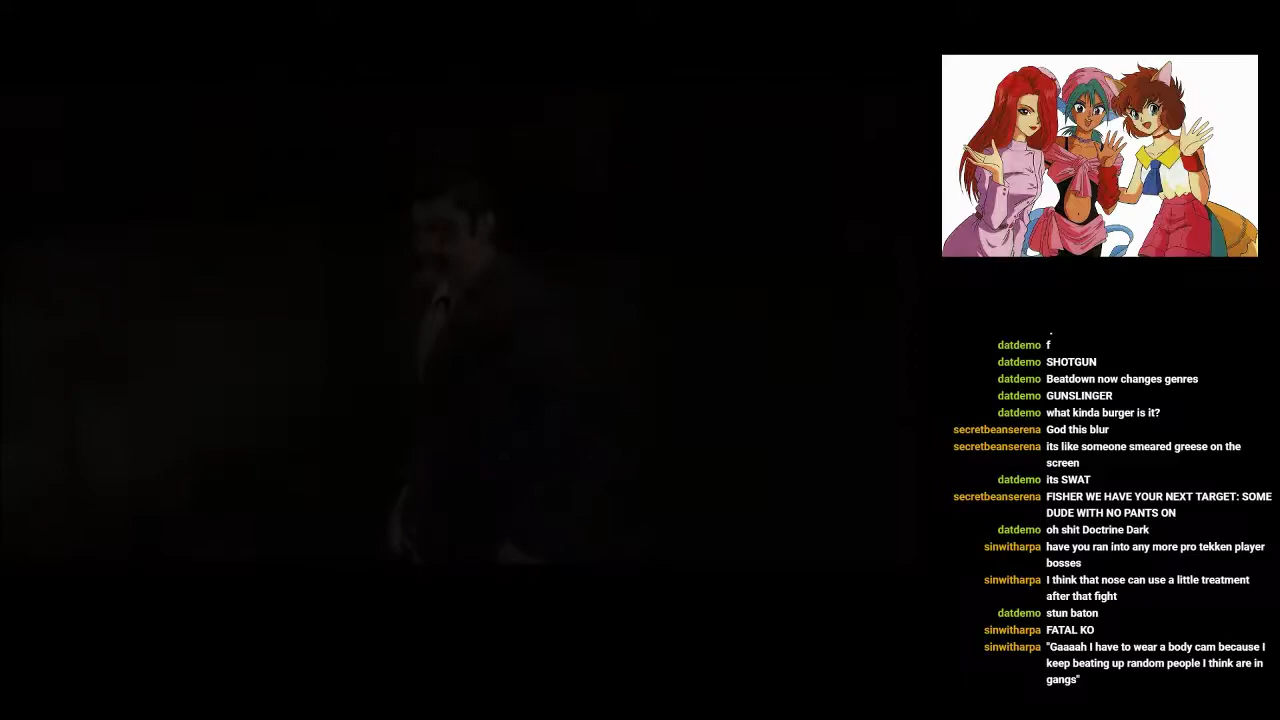 .
datdemo f
datdemo SHOTGUN
datdemo Beatdown now changes genres
datdemo GUNSLINGER
datdemo what kinda burger is it?
secretbeanserena God this blur
secretbeanserena its like someone smeared greese on the
screen
datdemo its SWAT
secretbeanserena FISHER WE HAVE YOUR NEXT TARGET: SOME
DUDE WITH NO PANTS ON
datdemo oh shit Doctrine Dark
sinwitharpa have you ran into any more pro tekken player
bosses
sinwitharpa I think that nose can use a little treatment
after that fight
datdemo stun baton
sinwitharpa FATAL KO
sinwitharpa "Gaaaah I have to wear a body cam because I
keep beating up random people I think are in
gangs"